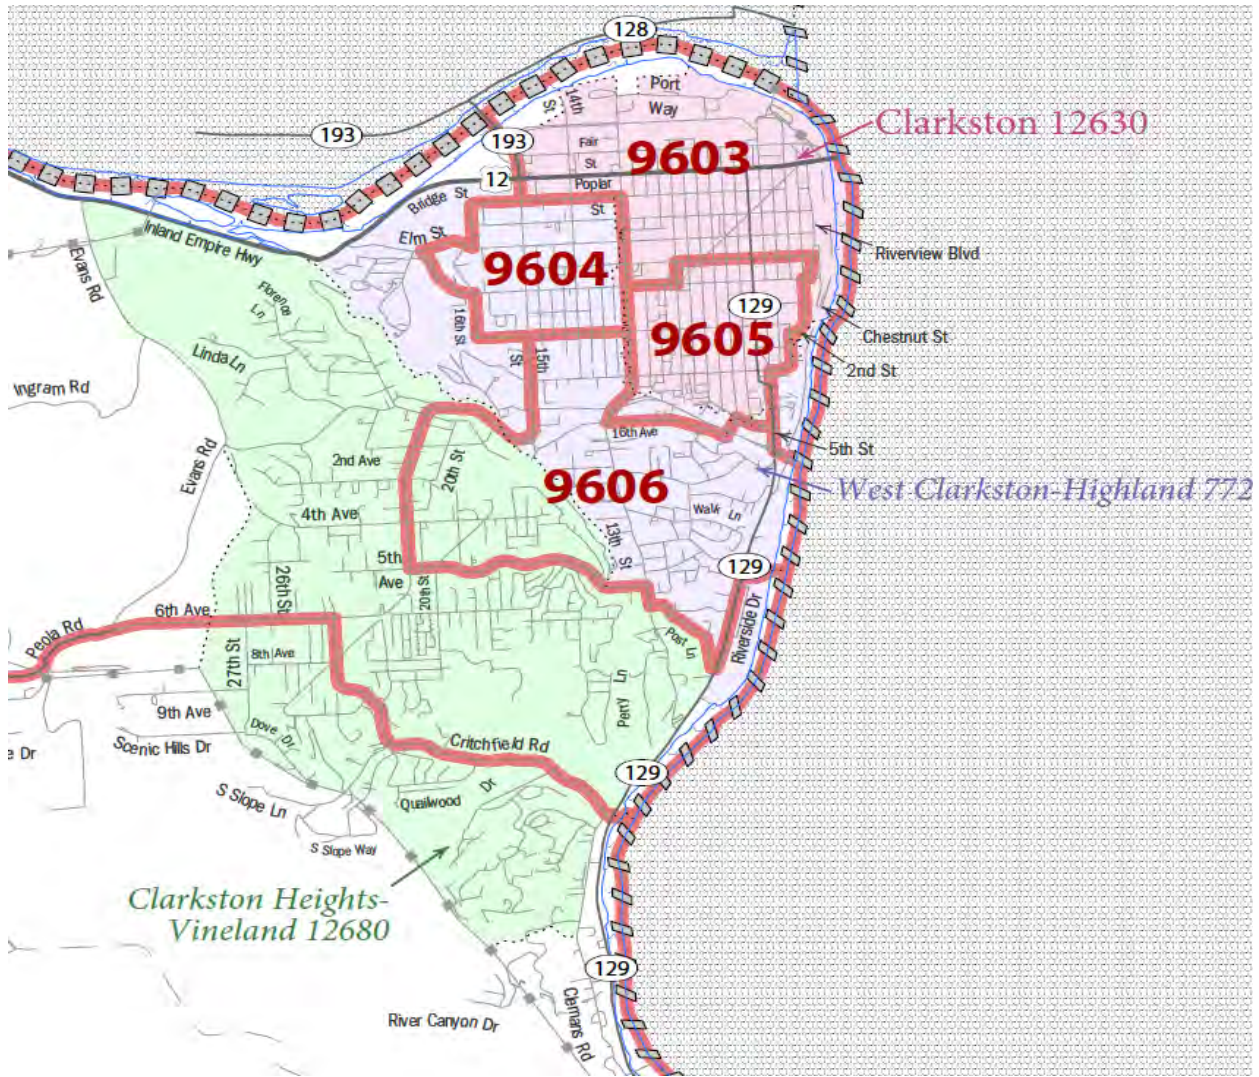 128
Port
Way
14th
St
193
193
Fair
St
9603
Clarkston 12630
12
Poplar
St
Bridge St
Elm St
Inland Empire Hwy
Evans Rd
9604
Riverview Blvd
Florence
Ln
129
9605
16th St
Chestnut St
Linda Ln
15th
St
2nd St
Ingram Rd
16th Ave
5th St
Evans Rd
2nd Ave
20th St
9606
West Clarkston-Highland 772
4th Ave
Walk Ln
13th St
5th
Ave
129
26th St
20th St
6th Ave
Peola Rd
Riverside Dr
Post Ln
27th St
8th Ave
Perry Ln
9th Ave
Dove Dr
Scenic Hills Dr
e Dr
Critchfield Rd
129
Quailwood Dr
S Slope Ln
S Slope Way
Clarkston Heights-
Vineland 12680
129
Clemans Rd
River Canyon Dr